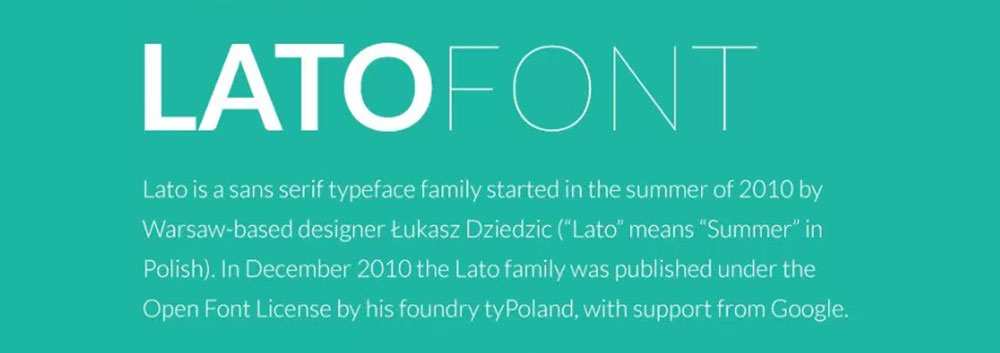 LATOFONT
Lato is a sans serif typeface family started in the summer of 2010 by
Warsaw-based designer Łukasz Dziedzic (“Lato” means “Summer” in
Polish). In December 2010 the Lato family was published under the
Open Font License by his foundry tyPoland, with support from Google.